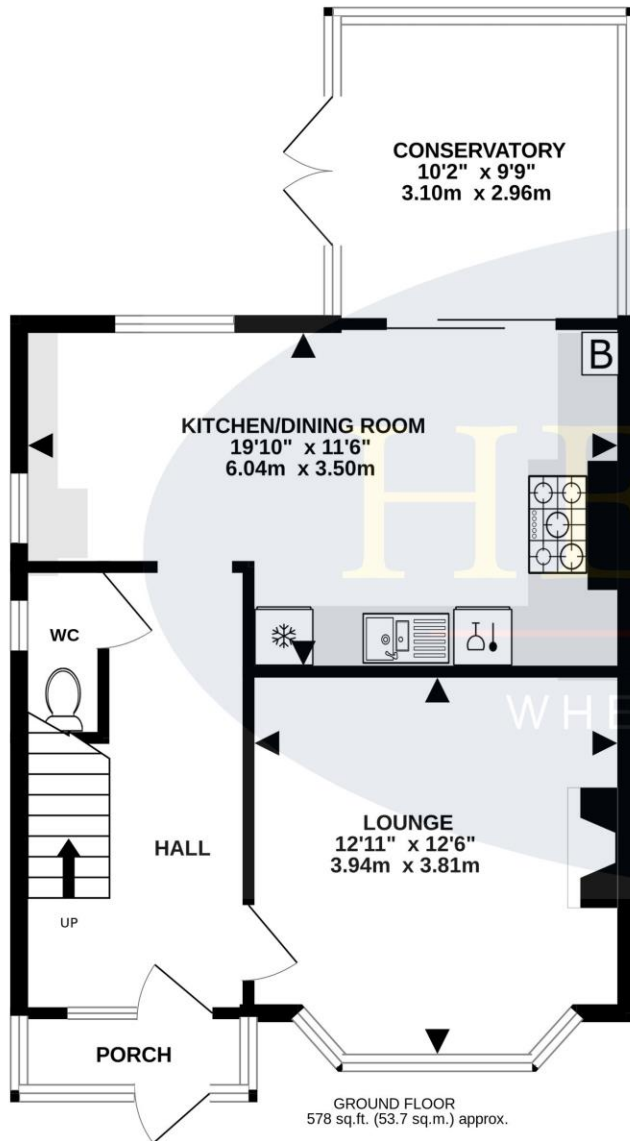 CONSERVATORY
10'2" x 9'9"
3.10m x 2.96m
B
KITCHEN/DINING ROOM
19'10" x 11'6"
6.04m x 3.50m
HE
WC
WHE
LOUNGE
12'11" x 12'6"
3.94m x 3.81m
HALL
UP
PORCH
GROUND FLOOR
578 sq.ft. (53.7 sq.m.) approx.